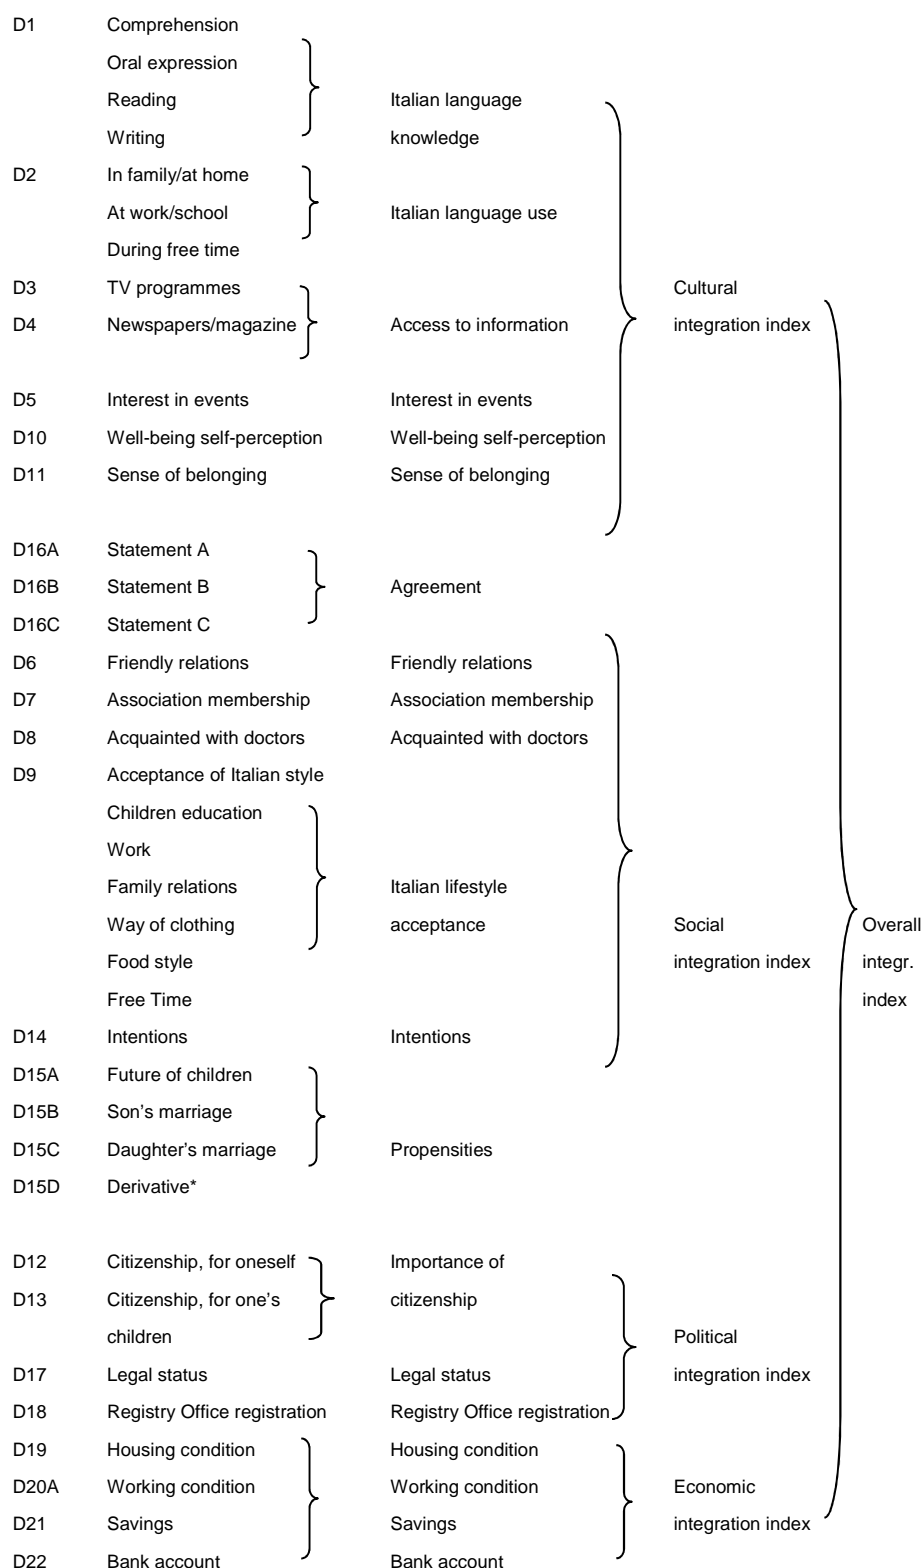 D1 Comprehension
Oral expression
Reading Italian language
Writing knowledge
D2 In family/at home
At work/school Italian language use
During free time
D3 TV programmes Cultural
D4 Newspapers/magazine Access to information integration index
D5 Interest in events Interest in events
D10 Well-being self-perception Well-being self-perception
D11 Sense of belonging Sense of belonging
D16A Statement A
D16B Statement B Agreement
D16C Statement C
D6 Friendly relations Friendly relations
D7 Association membership Association membership
D8 Acquainted with doctors Acquainted with doctors
D9 Acceptance of Italian style
Children education
Work
Family relations Italian lifestyle
Way of clothing acceptance Social Overall
Food style integration index integr.
Free Time index
D14 Intentions Intentions
D15A Future of children
D15B Son's marriage
D15C Daughter's marriage Propensities
D15D Derivative*
D12 Citizenship, for oneself Importance of
D13 Citizenship, for one's citizenship
children Political
D17 Legal status Legal status integration index
D18 Registry Office registration Registry Office registration
D19 Housing condition Housing condition
D20A Working condition Working condition Economic
D21 Savings Savings integration index
D22 Bank account Bank account